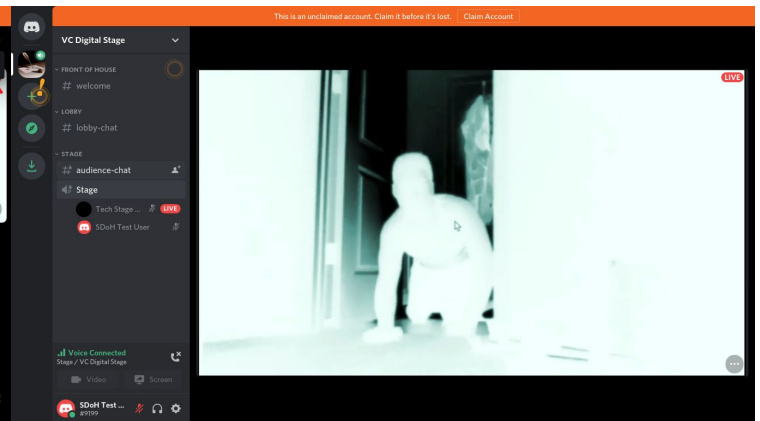 This is an unclaimed account. Claim it before it's lost. Claim Account
VC Digital Stage
FRONT OF HOUSE
# welcome
LOBBY
# lobby-chat
STAGE
# audience-chat
Stage
Tech Stage ... LIVE
SDoH Test User
LIVE
Voice Connected
Stage / VC Digital Stage
Video Screen
SDoH Test ...
#9199